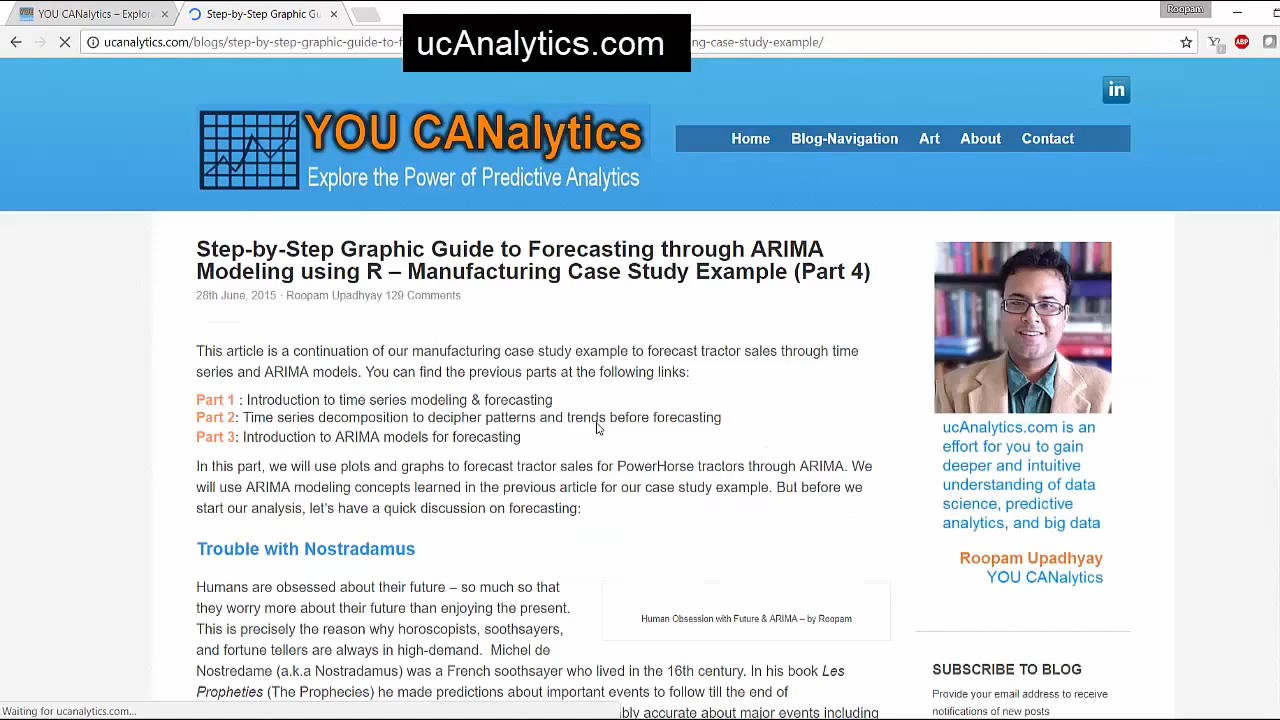 YOU CANalytics – Explor
Step-by-Step Graphic Gu
Roopam
ucanalytics.com/blogs/step-by-step-graphic-guide-to-f
ng-case-study-example/
ucAnalytics.com
ABP
in
YOU CANalytics
Explore the Power of Predictive Analytics
Home Blog-Navigation Art About Contact
Step-by-Step Graphic Guide to Forecasting through ARIMA
Modeling using R – Manufacturing Case Study Example (Part 4)
28th June, 2015 · Roopam Upadhyay 129 Comments
This article is a continuation of our manufacturing case study example to forecast tractor sales through time
series and ARIMA models. You can find the previous parts at the following links:
Part 1 : Introduction to time series modeling & forecasting
Part 2: Time series decomposition to decipher patterns and trends before forecasting
Part 3: Introduction to ARIMA models for forecasting
In this part, we will use plots and graphs to forecast tractor sales for PowerHorse tractors through ARIMA. We
will use ARIMA modeling concepts learned in the previous article for our case study example. But before we
start our analysis, let's have a quick discussion on forecasting:
Trouble with Nostradamus
Humans are obsessed about their future – so much so that
they worry more about their future than enjoying the present.
This is precisely the reason why horoscopists, soothsayers,
and fortune tellers are always in high-demand. Michel de
Nostredame (a.k.a Nostradamus) was a French soothsayer who lived in the 16th century. In his book Les
Propheties (The Prophecies) he made predictions about important events to follow till the end of
bly accurate about major events including
Human Obsession with Future & ARIMA – by Roopam
ucAnalytics.com is an
effort for you to gain
deeper and intuitive
understanding of data
science, predictive
analytics, and big data
Roopam Upadhyay
YOU CANalytics
SUBSCRIBE TO BLOG
Provide your email address to receive
notifications of new posts
Waiting for ucanalytics.com...